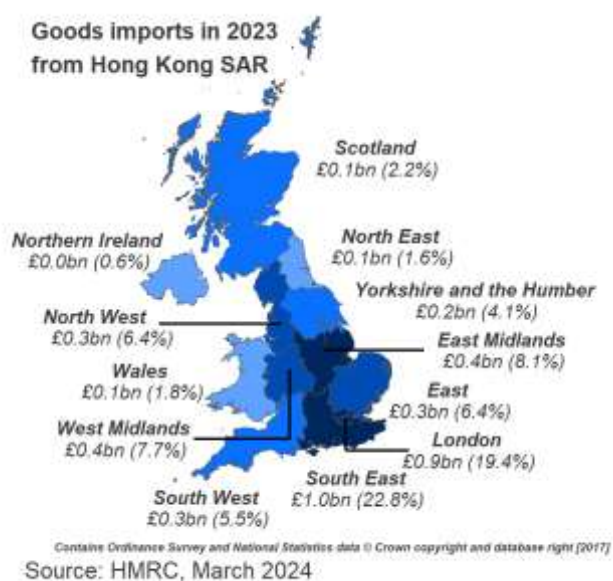 Goods imports in 2023
from Hong Kong SAR
Scotland
£0.1bn (2.2%)
Northern Ireland
£0.0bn (0.6%)
North East
£0.1bn (1.6%)
Yorkshire and the Humber
£0.2bn (4.1%)
North West
£0.3bn (6.4%)
East Midlands
£0.4bn (8.1%)
Wales
£0.1bn (1.8%)
East
£0.3bn (6.4%)
West Midlands
£0.4bn (7.7%)
London
£0.9bn (19.4%)
South East
£1.0bn (22.8%)
South West
£0.3bn (5.5%)
Contains Ordinance Survey and National Statistics data © Crown copyright and database right [2017]
Source: HMRC, March 2024